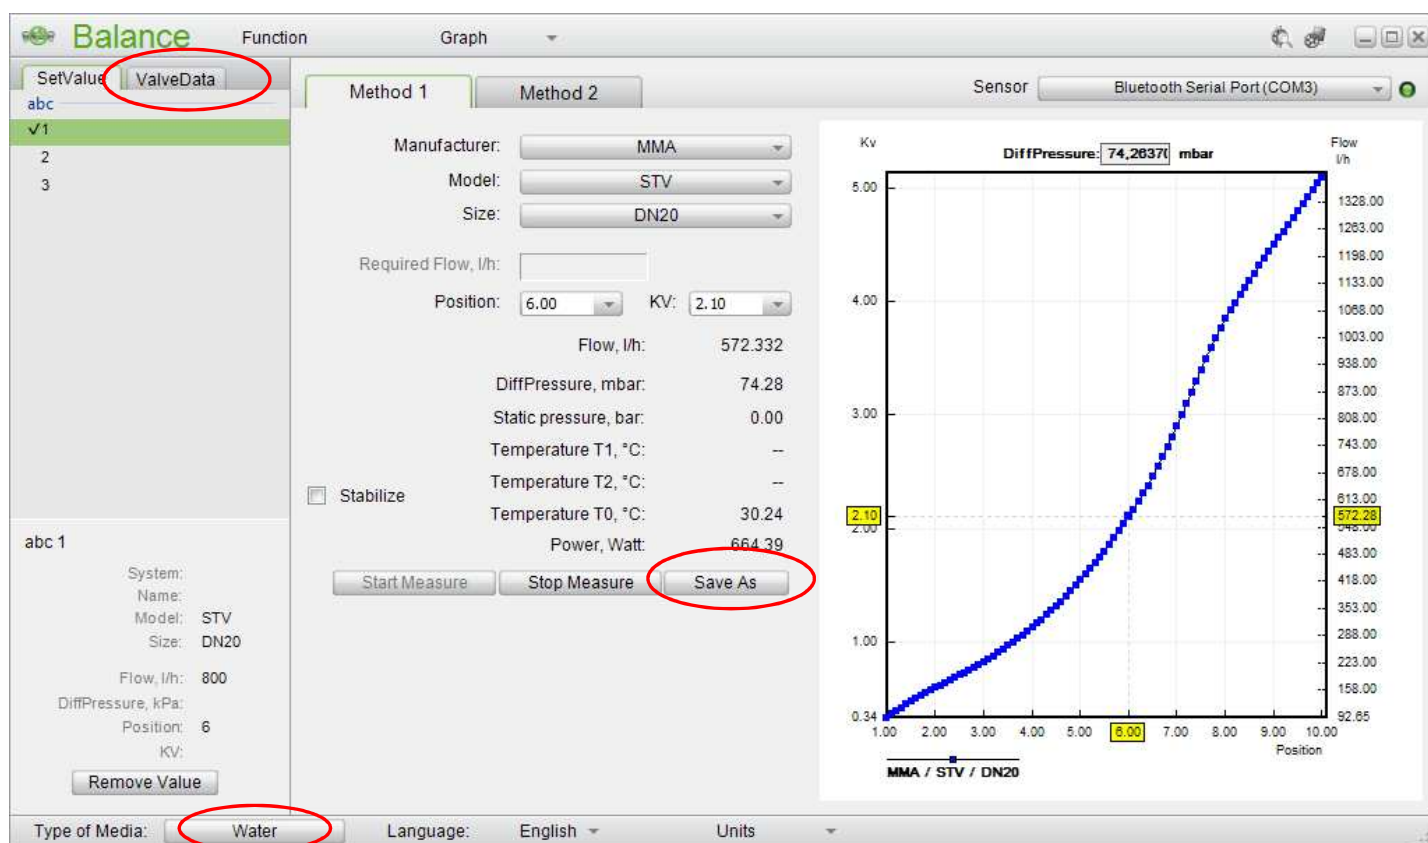 Balance Function Graph
SetValue ValveData
abc
✓1
2
3
abc 1
System:
Name:
Model: STV
Size: DN20
Flow, l/h: 800
DiffPressure, kPa:
Position: 6
KV:
Remove Value
Method 1 Method 2
Sensor Bluetooth Serial Port (COM3)
Manufacturer: MMA
Model: STV
Size: DN20
Required Flow, l/h:
Position: 6.00 KV: 2.10
Flow, l/h: 572.332
DiffPressure, mbar: 74.28
Static pressure, bar: 0.00
Temperature T1, °C: --
Temperature T2, °C: --
Stabilize
Temperature T0, °C: 30.24
Power, Watt: 664.39
Start Measure Stop Measure Save As
Kv
DiffPressure: 74,2637 mbar
Flow
l/h
5.00
4.00
3.00
2.10
2.00
1.00
0.34
1328.00
1263.00
1198.00
1133.00
1068.00
1003.00
938.00
873.00
808.00
743.00
678.00
613.00
572.28
548.00
483.00
418.00
353.00
288.00
223.00
158.00
92.65
1.00 2.00 3.00 4.00 5.00 6.00 7.00 8.00 9.00 10.00
Position
MMA / STV / DN20
Type of Media: Water Language: English Units